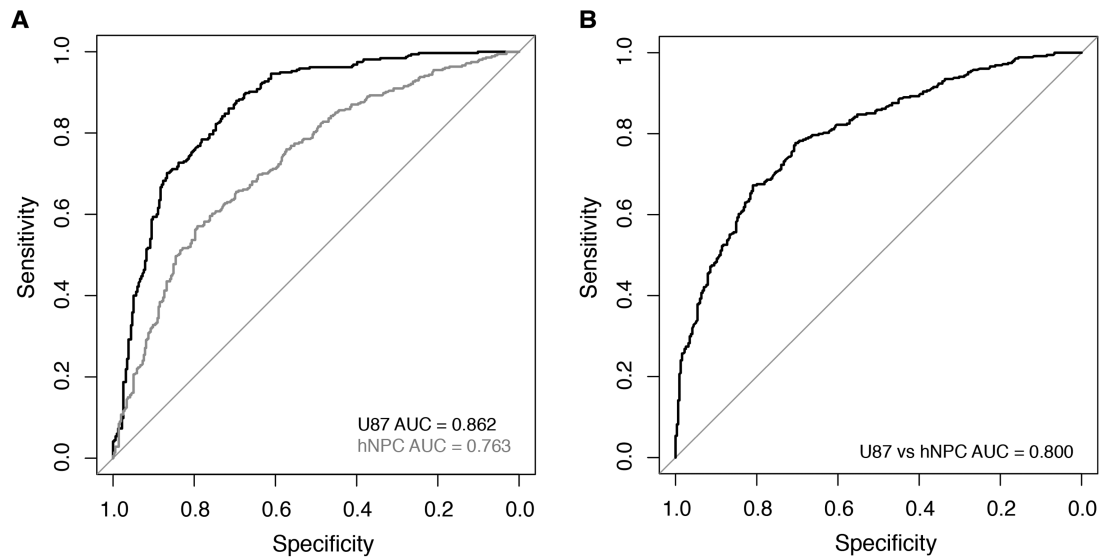 A
Sensitivity
1.0
0.8
0.6
0.4
0.2
0.0
U87 AUC = 0.862
hNPC AUC = 0.763
1.0 0.8 0.6 0.4 0.2 0.0
Specificity
B
Sensitivity
1.0
0.8
0.6
0.4
0.2
0.0
U87 vs hNPC AUC = 0.800
1.0 0.8 0.6 0.4 0.2 0.0
Specificity